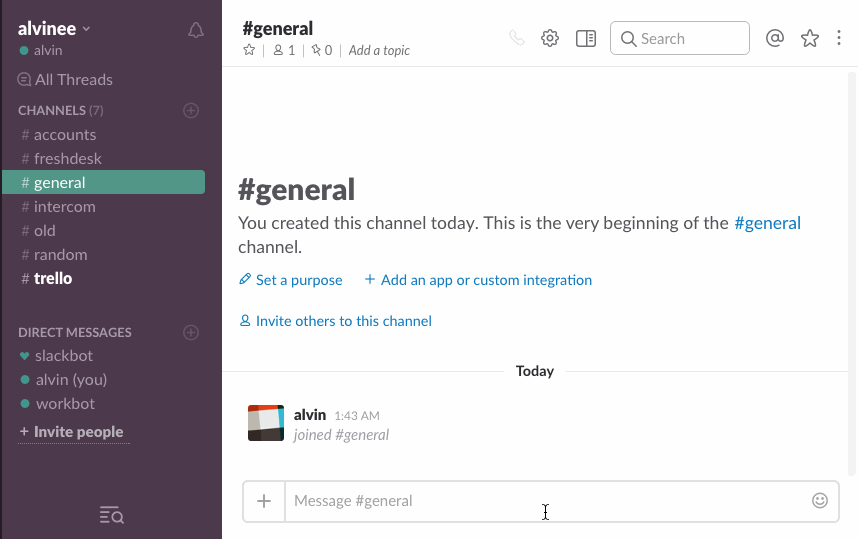 alvinee
alvin
All Threads
CHANNELS (7)
# accounts
# freshdesk
# general
# intercom
# old
# random
# trello
DIRECT MESSAGES
slackbot
alvin (you)
workbot
+ Invite people
#general
1 | 0 | Add a topic
Search
#general
You created this channel today. This is the very beginning of the #general
channel.
Set a purpose + Add an app or custom integration
Invite others to this channel
Today
alvin 1:43 AM
joined #general
Message #general